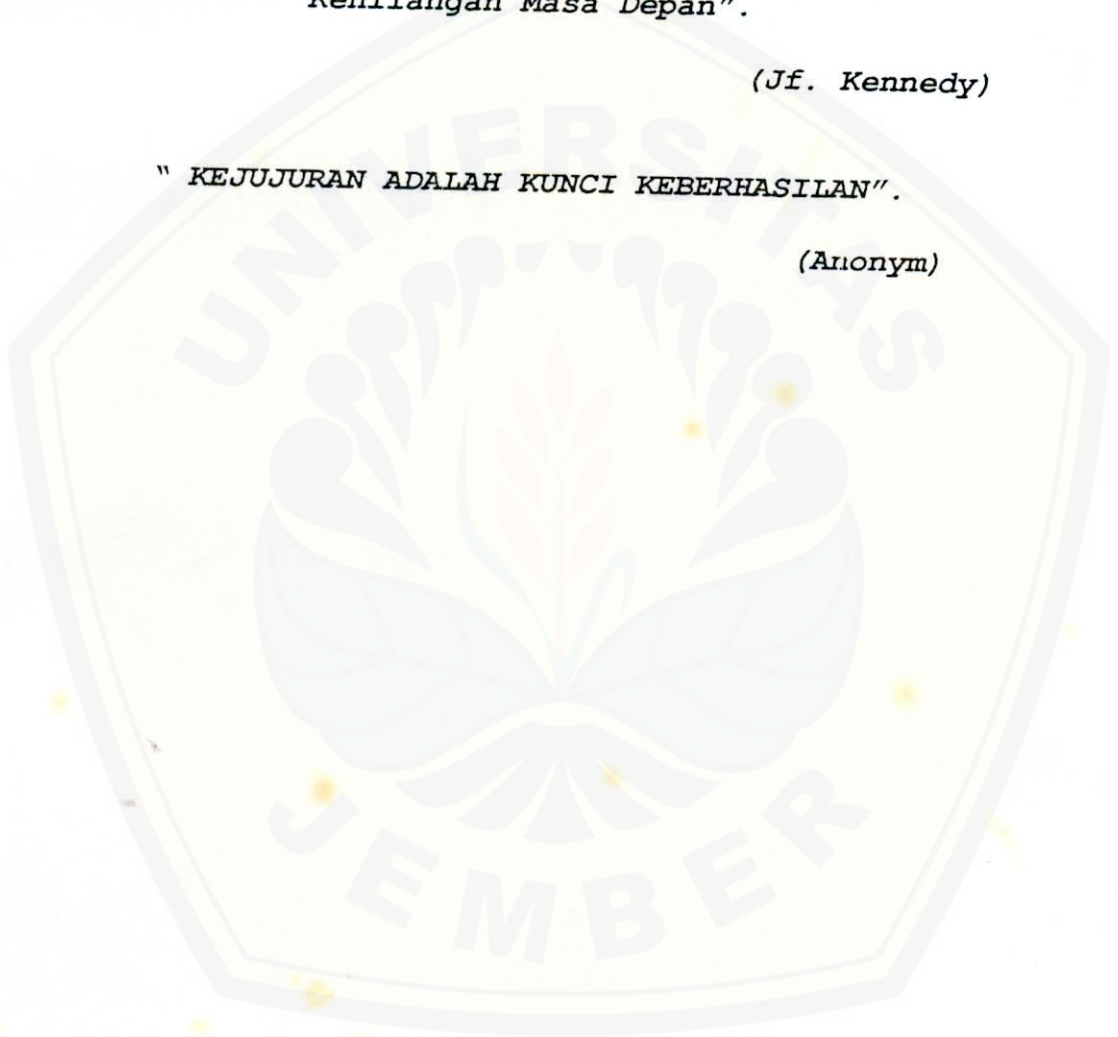 Kehilangan Masa Depan".
(Jf. Kennedy)
" KEJUJURAN ADALAH KUNCI KEBERHASILAN".
(Anonym)
UNIVERSITAS
JEMBER